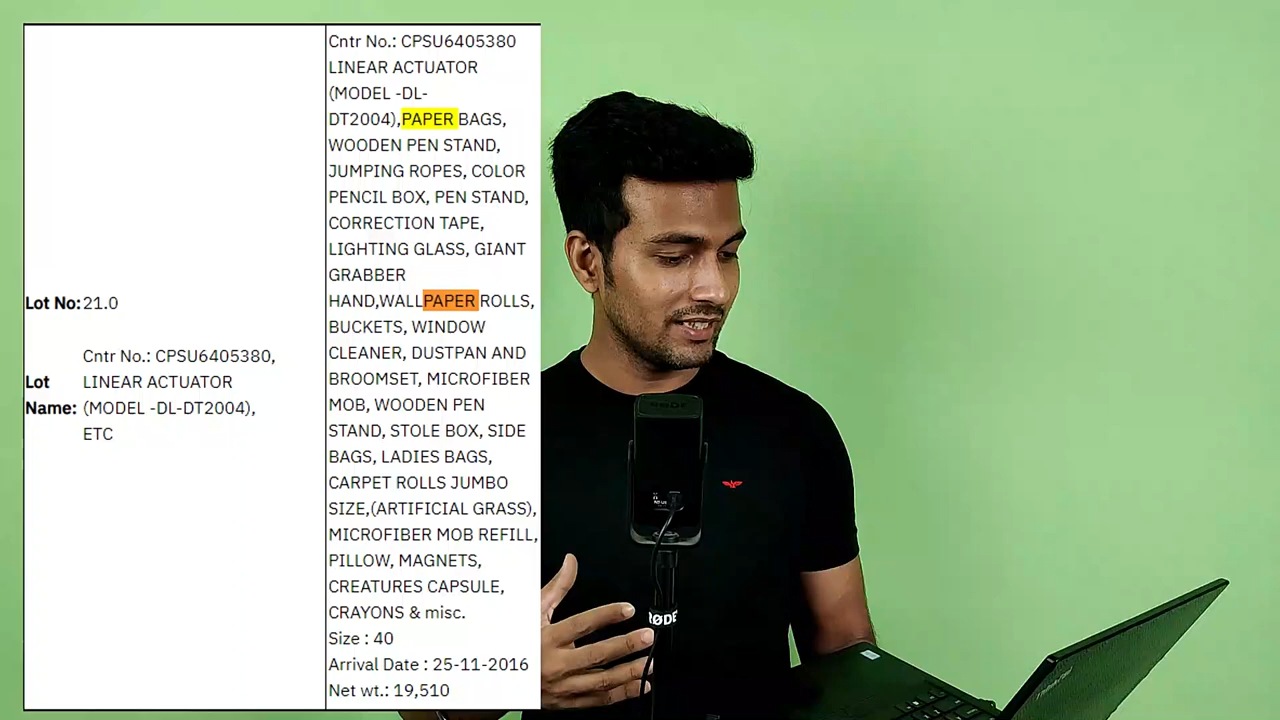 Lot No: 21.0
Lot Name: Cntr No.: CPSU6405380,
LINEAR ACTUATOR
(MODEL -DL-DT2004),
ETC
Cntr No.: CPSU6405380
LINEAR ACTUATOR
(MODEL -DL-
DT2004),PAPER BAGS,
WOODEN PEN STAND,
JUMPING ROPES, COLOR
PENCIL BOX, PEN STAND,
CORRECTION TAPE,
LIGHTING GLASS, GIANT
GRABBER
HAND,WALLPAPER ROLLS,
BUCKETS, WINDOW
CLEANER, DUSTPAN AND
BROOMSET, MICROFIBER
MOB, WOODEN PEN
STAND, STOLE BOX, SIDE
BAGS, LADIES BAGS,
CARPET ROLLS JUMBO
SIZE,(ARTIFICIAL GRASS),
MICROFIBER MOB REFILL,
PILLOW, MAGNETS,
CREATURES CAPSULE,
CRAYONS & misc.
Size : 40
Arrival Date : 25-11-2016
Net wt.: 19,510
RØDE
RØDE